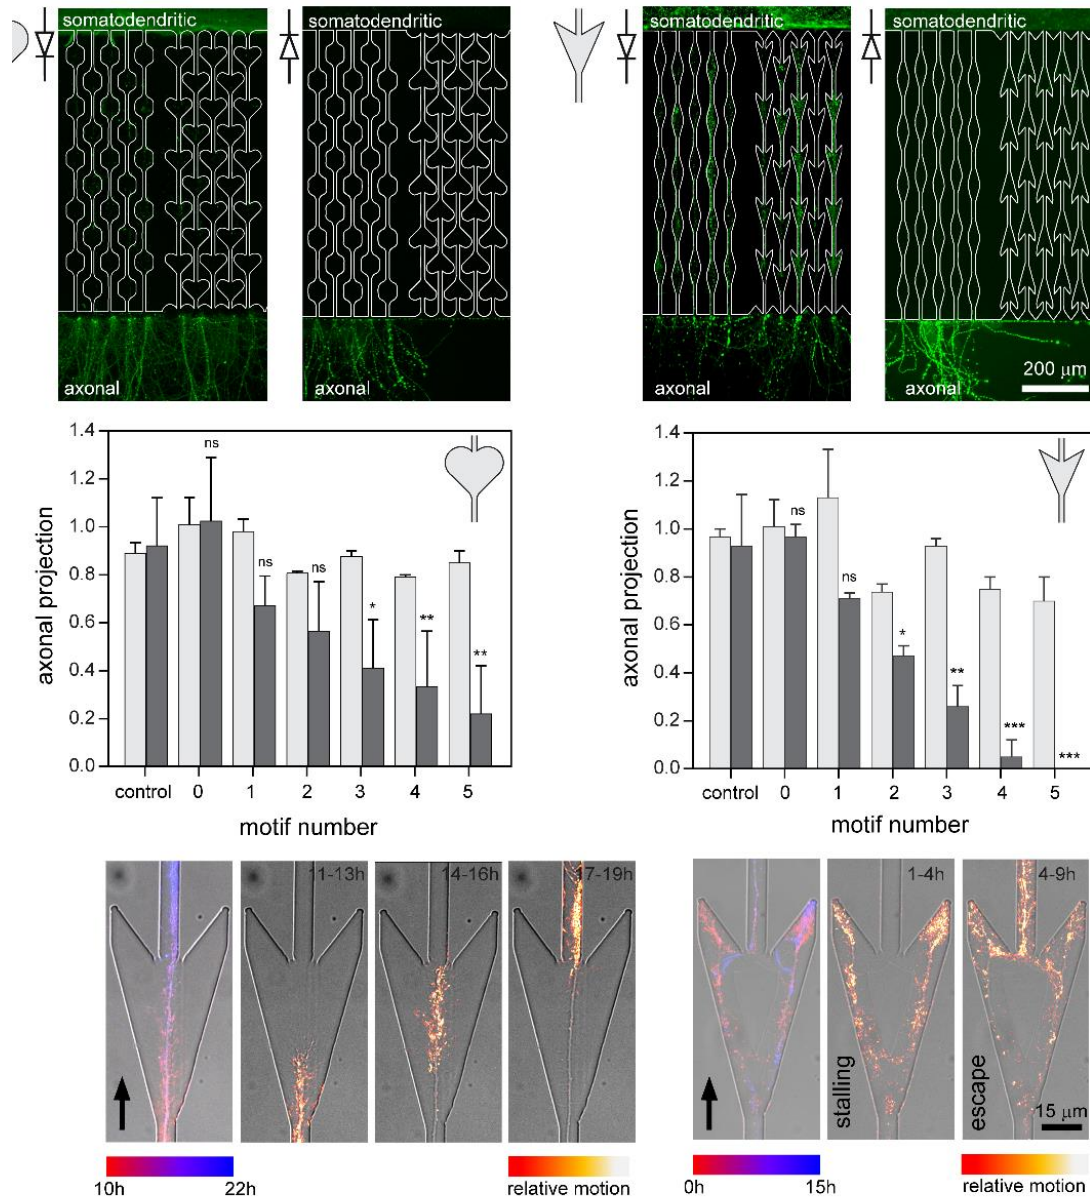 somatodendritic
somatodendritic
somatodendritic
somatodendritic
axonal
axonal
axonal
axonal
200 μm
axonal projection
1.4
1.2
1.0
0.8
0.6
0.4
0.2
0.0
ns
ns
ns
*
**
**
control 0 1 2 3 4 5
motif number
axonal projection
1.4
1.2
1.0
0.8
0.6
0.4
0.2
0.0
ns
ns
*
**
***
***
control 0 1 2 3 4 5
motif number
11-13h
14-16h
17-19h
10h 22h
relative motion
1-4h
4-9h
stalling
escape
15 μm
0h 15h
relative motion